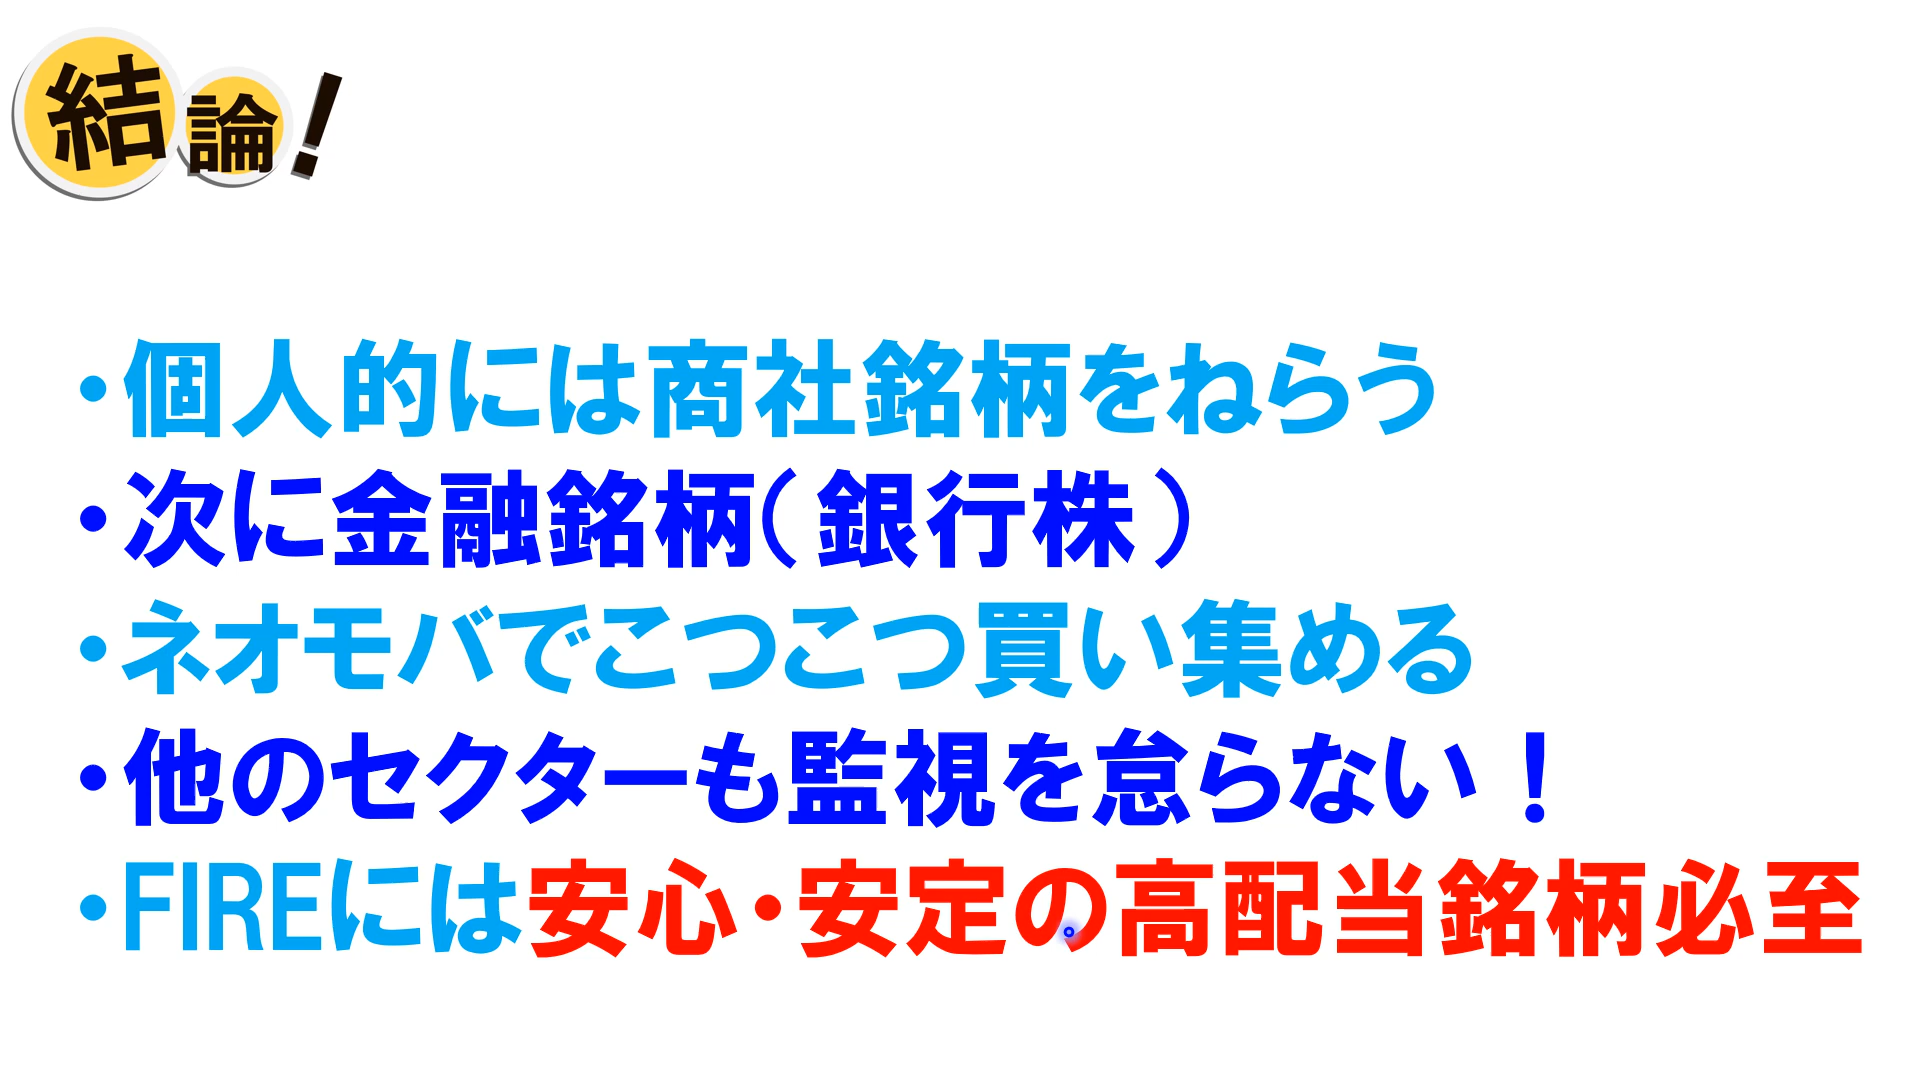 結論!
・個人的には商社銘柄をねらう
・次に金融銘柄(銀行株)
・ネオモバでこつこつ買い集める
・他のセクターも監視を怠らない!
・FIREには安心・安定の高配当銘柄必至